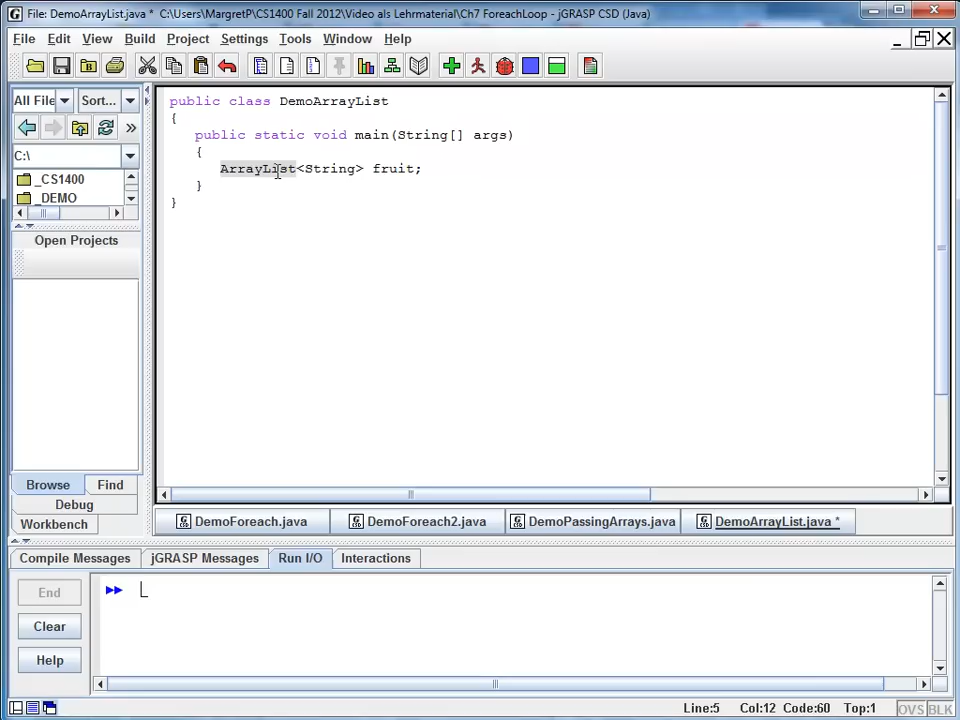 File: DemoArrayList.java * C:\Users\MargretP\CS1400 Fall 2012\Video als Lehrmaterial\Ch7 ForeachLoop - jGRASP CSD (Java)
File Edit View Build Project Settings Tools Window Help
All File Sort...
C:\
_CS1400
_DEMO
Open Projects
Browse Find
Debug
Workbench
public class DemoArrayList
{
public static void main(String[] args)
{
ArrayList<String> fruit;
}
}
DemoForeach.java DemoForeach2.java DemoPassingArrays.java DemoArrayList.java *
Compile Messages jGRASP Messages Run I/O Interactions
End
Clear
Help
Line:5 Col:12 Code:60 Top:1 OVS BLK